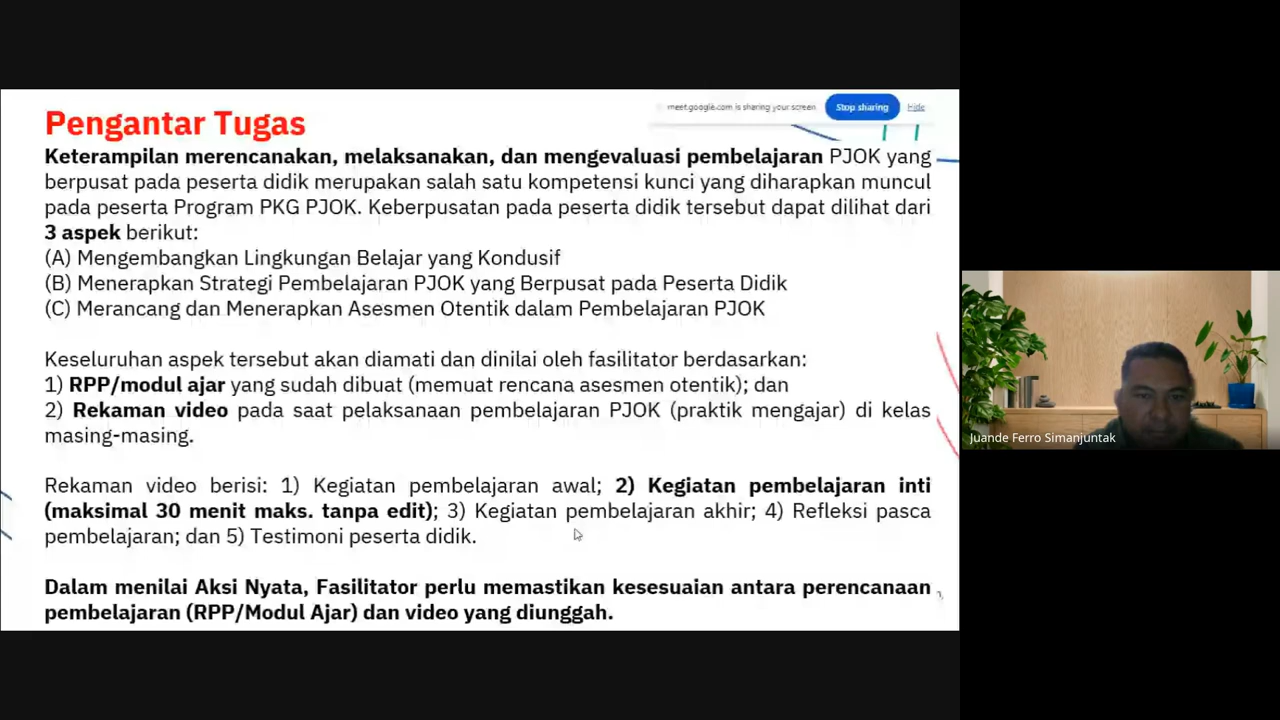 Pengantar Tugas
meet.google.com is sharing your screen
Stop sharing
Hide
Keterampilan merencanakan, melaksanakan, dan mengevaluasi pembelajaran PJOK yang
berpusat pada peserta didik merupakan salah satu kompetensi kunci yang diharapkan muncul
pada peserta Program PKG PJOK. Keberpusatan pada peserta didik tersebut dapat dilihat dari
3 aspek berikut:
(A) Mengembangkan Lingkungan Belajar yang Kondusif
(B) Menerapkan Strategi Pembelajaran PJOK yang Berpusat pada Peserta Didik
(C) Merancang dan Menerapkan Asesmen Otentik dalam Pembelajaran PJOK
Keseluruhan aspek tersebut akan diamati dan dinilai oleh fasilitator berdasarkan:
1) RPP/modul ajar yang sudah dibuat (memuat rencana asesmen otentik); dan
2) Rekaman video pada saat pelaksanaan pembelajaran PJOK (praktik mengajar) di kelas
masing-masing.
Rekaman video berisi: 1) Kegiatan pembelajaran awal; 2) Kegiatan pembelajaran inti
(maksimal 30 menit maks. tanpa edit); 3) Kegiatan pembelajaran akhir; 4) Refleksi pasca
pembelajaran; dan 5) Testimoni peserta didik.
Dalam menilai Aksi Nyata, Fasilitator perlu memastikan kesesuaian antara perencanaan
pembelajaran (RPP/Modul Ajar) dan video yang diunggah.
Juande Ferro Simanjuntak